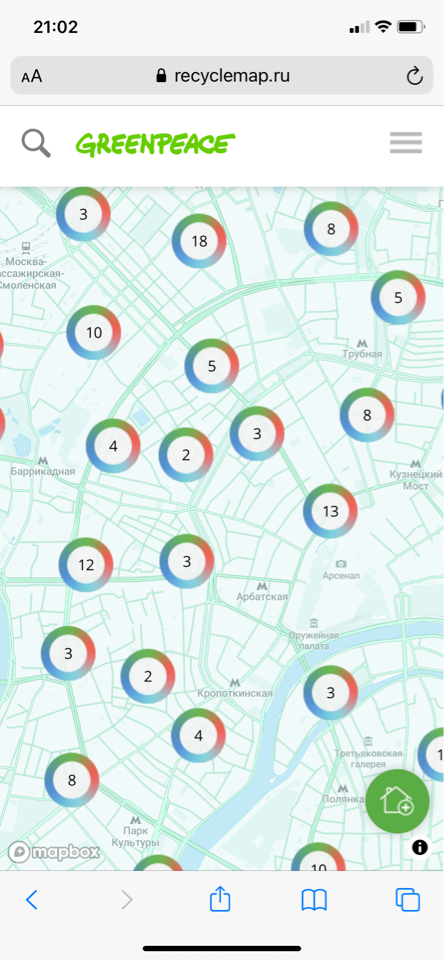 21:02
AA
recyclemap.ru
GREENPEACE
3
18
8
Москва-
ассажирская-
Смоленская
5
10
Трубная
5
8
3
4
2
Баррикадная
Кузнецкий
Мост
13
12
3
Арсенал
Арбатская
Оружейная
палата
3
2
Кропоткинская
3
4
Третьяковская
галерея
1
8
Полянка
Парк
Культуры
mapbox
i
10